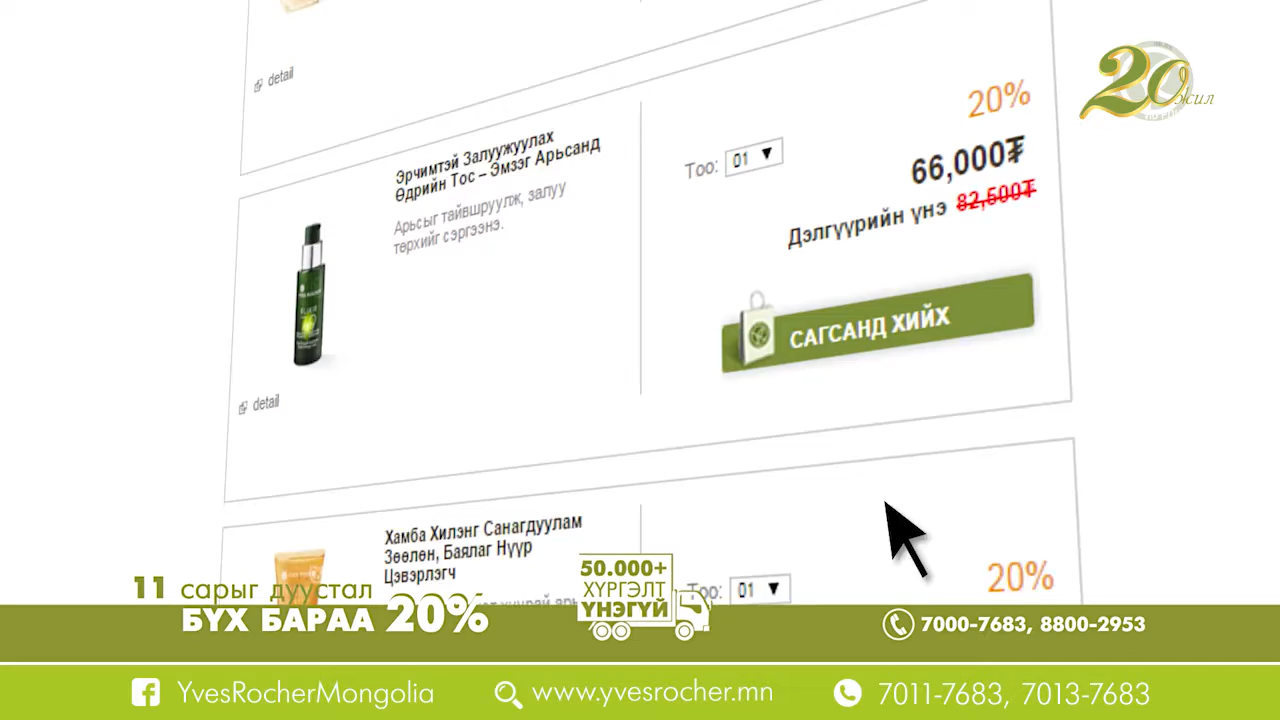 detail
20 жил
20%
Эрчимтэй Залуужуулах
Өдрийн Тос – Эмзэг Арьсанд
Арьсыг тайвшруулж, залуу
төрхийг сэргээнэ.
Тоо: 01
66,000₮
Дэлгүүрийн үнэ 82,500₮
САГСАНД ХИЙХ
detail
Хамба Хилэнг Санагдуулам
Зөөлөн, Баялаг Нүүр
Цэвэрлэгч
Тоо: 01
20%
11 сарыг дуустал
БҮХ БАРАА 20%
50.000+
ХҮРГЭЛТ
ҮНЭГҮЙ
7000-7683, 8800-2953
YvesRocherMongolia
www.yvesrocher.mn
7011-7683, 7013-7683